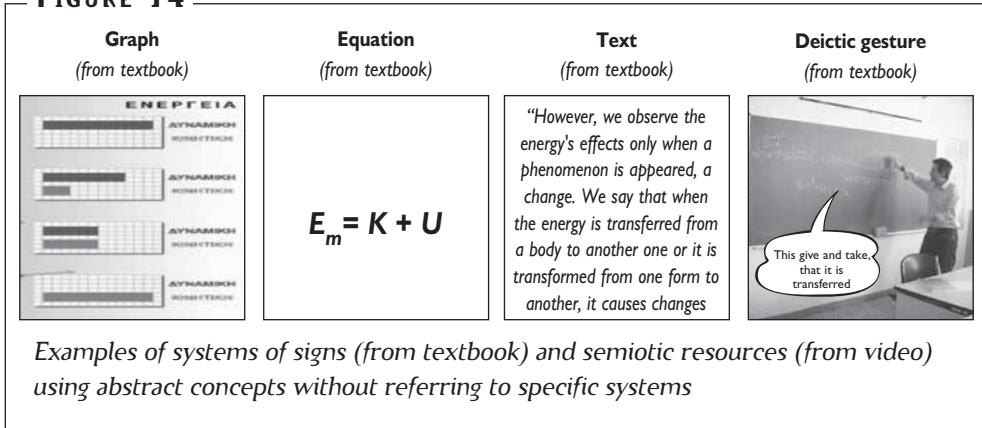 FIGURE 14
Graph
(from textbook)
Equation
(from textbook)
Text
(from textbook)
Deictic gesture
(from textbook)
ΕΝΕΡΓΕΙΑ
ΔΥΝΑΜΙΚΗ
ΚΙΝΗΤΙΚΗ
ΔΥΝΑΜΙΚΗ
ΚΙΝΗΤΙΚΗ
ΔΥΝΑΜΙΚΗ
ΚΙΝΗΤΙΚΗ
ΔΥΝΑΜΙΚΗ
ΚΙΝΗΤΙΚΗ
Em = K + U
“However, we observe the
energy's effects only when a
phenomenon is appeared, a
change. We say that when
the energy is transferred from
a body to another one or it is
transformed from one form to
another, it causes changes
This give and take,
that it is
transferred
Examples of systems of signs (from textbook) and semiotic resources (from video)
using abstract concepts without referring to specific systems